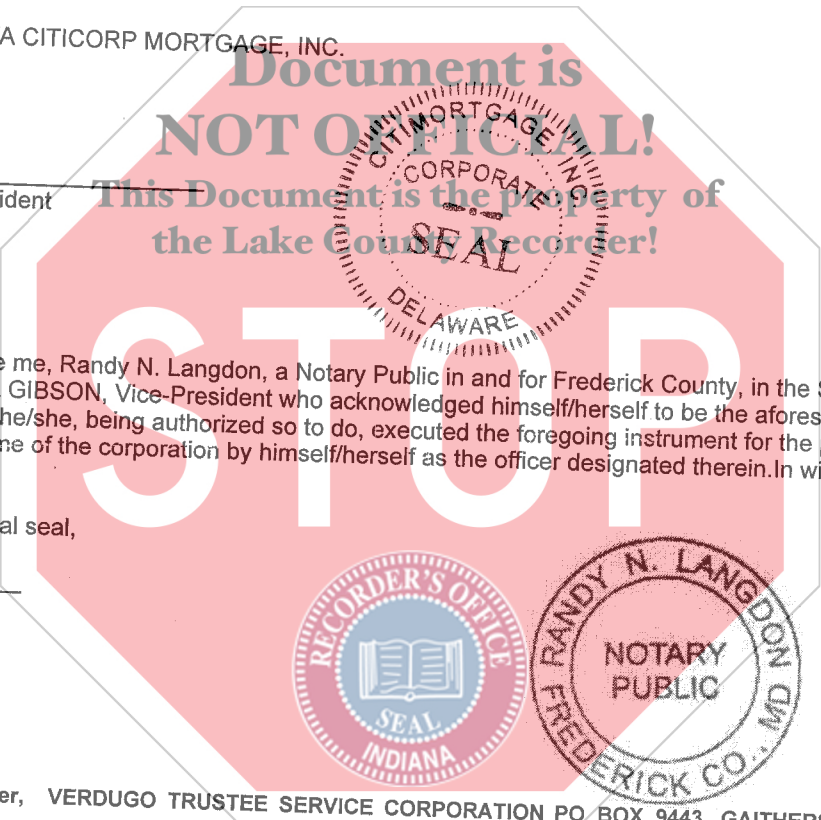 A CITICORP MORTGAGE, INC.
Document is
NOT OFFICIAL!
This Document is the property of
the Lake County Recorder!
ident
CITIMORTGAGE, INC.
CORPORATE
SEAL
DELAWARE
STOP
e me, Randy N. Langdon, a Notary Public in and for Frederick County, in the S
GIBSON, Vice-President who acknowledged himself/herself to be the afores
he/she, being authorized so to do, executed the foregoing instrument for the
me of the corporation by himself/herself as the officer designated therein.In wi
al seal,
RECORDER'S OFFICE
SEAL
INDIANA
RANDY N. LANGDON
NOTARY
PUBLIC
FREDERICK CO., MD
er, VERDUGO TRUSTEE SERVICE CORPORATION PO BOX 9443, GAITHERS